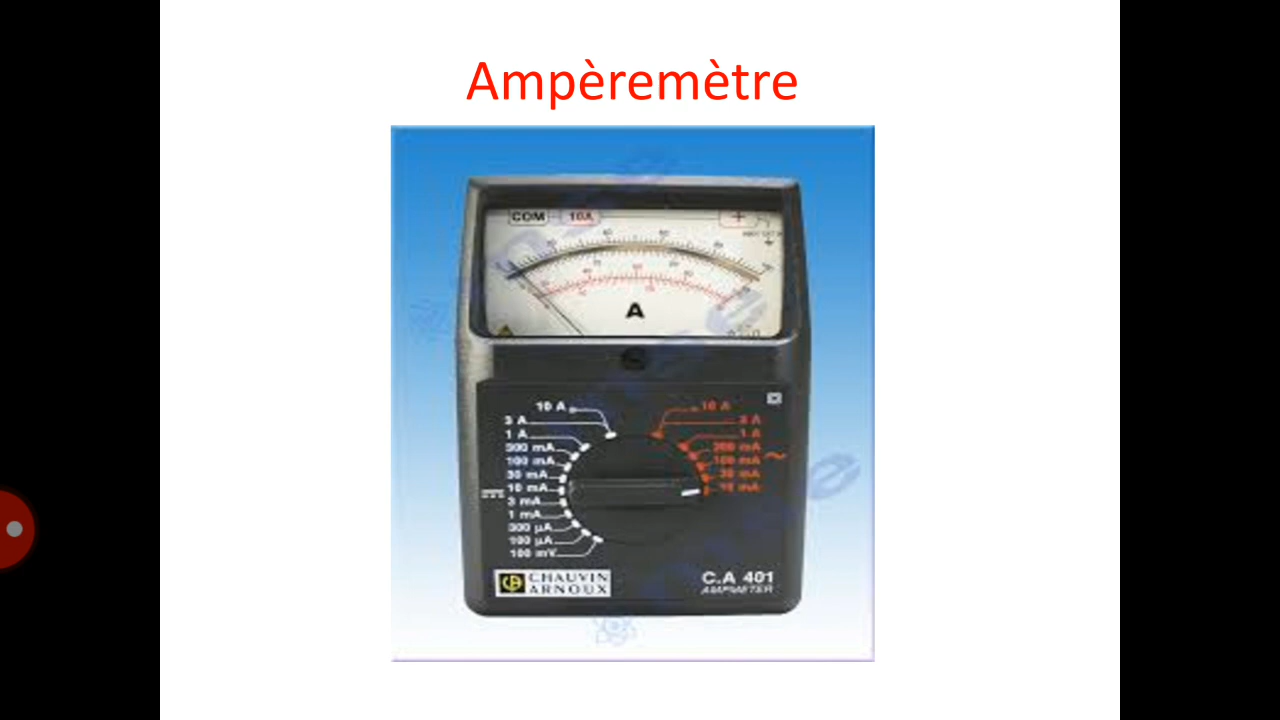 Ampèremètre
COM 10A +
A
10 A
3 A
1 A
300 mA
100 mA
30 mA
10 mA
3 mA
1 mA
300 µA
100 µA
100 mV
10 A
3 A
1 A
300 mA
100 mA
30 mA
10 mA
CHAUVIN
ARNOUX
C.A 401
AMPMETER